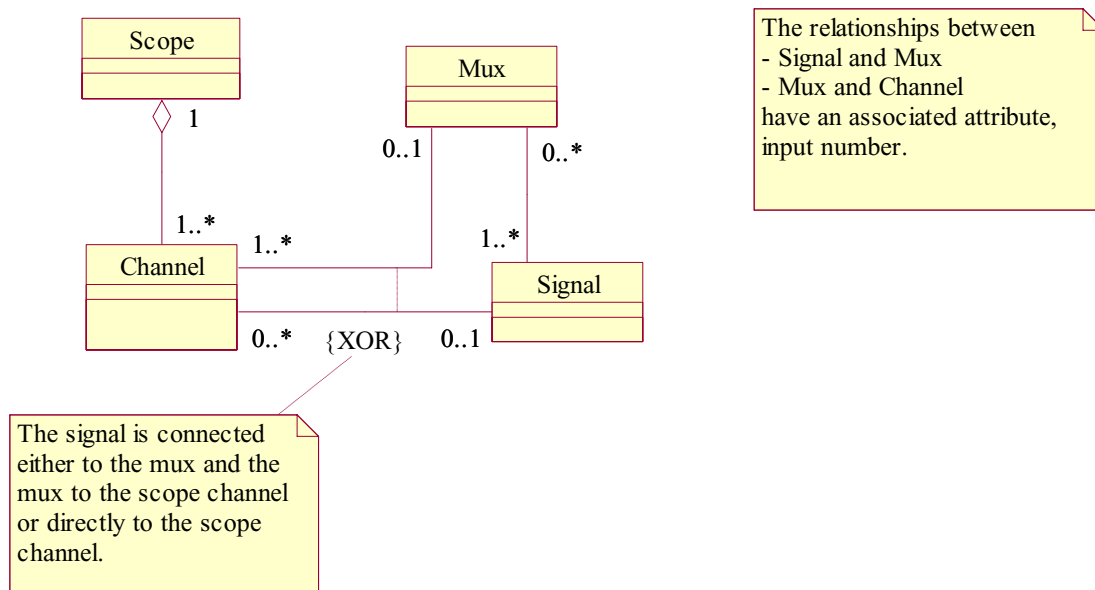 Scope
Mux
The relationships between
- Signal and Mux
- Mux and Channel
have an associated attribute,
input number.
1
0..1
0..*
1..*
1..*
1..*
Channel
Signal
0..*
{XOR}
0..1
The signal is connected
either to the mux and the
mux to the scope channel
or directly to the scope
channel.